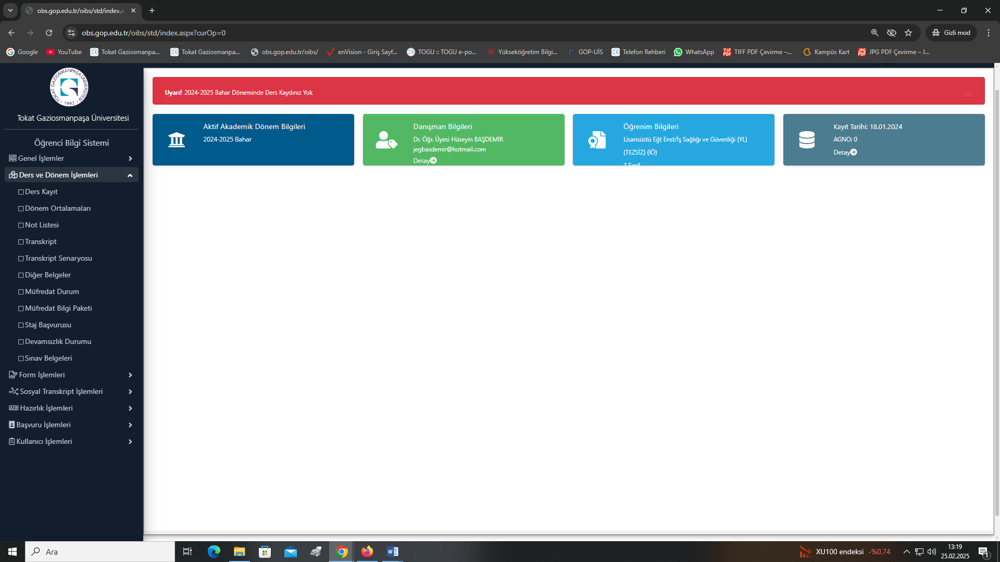 obs.gop.edu.tr/oibs/std/index.a
obs.gop.edu.tr/oibs/std/index.aspx?curOp=0
Gizli mod
Google
YouTube
Tokat Gaziosmanpa...
Tokat Gaziosmanpa...
obs.gop.edu.tr/oibs/
enVision - Giriş Sayf...
TOGU :: TOGU e-po...
Yükseköğretim Bilgi...
GOP-UİS
Telefon Rehberi
WhatsApp
TIFF PDF Çevirme –...
Kampüs Kart
JPG PDF Çevirme – J...
TOKAT GAZİOSMANPAŞA ÜNİVERSİTESİ
1992
Tokat Gaziosmanpaşa Üniversitesi
Öğrenci Bilgi Sistemi
Genel İşlemler
Ders ve Dönem İşlemleri
Ders Kayıt
Dönem Ortalamaları
Not Listesi
Transkript
Transkript Senaryosu
Diğer Belgeler
Müfredat Durum
Müfredat Bilgi Paketi
Staj Başvurusu
Devamsızlık Durumu
Sınav Belgeleri
Form İşlemleri
Sosyal Transkript İşlemleri
Hazırlık İşlemleri
Başvuru İşlemleri
Kullanıcı İşlemleri
Uyarı! 2024-2025 Bahar Döneminde Ders Kaydınız Yok
Aktif Akademik Dönem Bilgileri
2024-2025 Bahar
Danışman Bilgileri
Dr. Öğr. Üyesi Hüseyin BAŞDEMİR
jegbasdemir@hotmail.com
Detay
Öğrenim Bilgileri
Lisansüstü Eğt Enst/İş Sağlığı ve Güvenliği (YL)
(TEZSİZ) (İÖ)
1.Sınıf
Kayıt Tarihi: 18.01.2024
AGNO: 0
Detay
Ara
XU100 endeksi -%0,74
13:19
25.02.2025
1